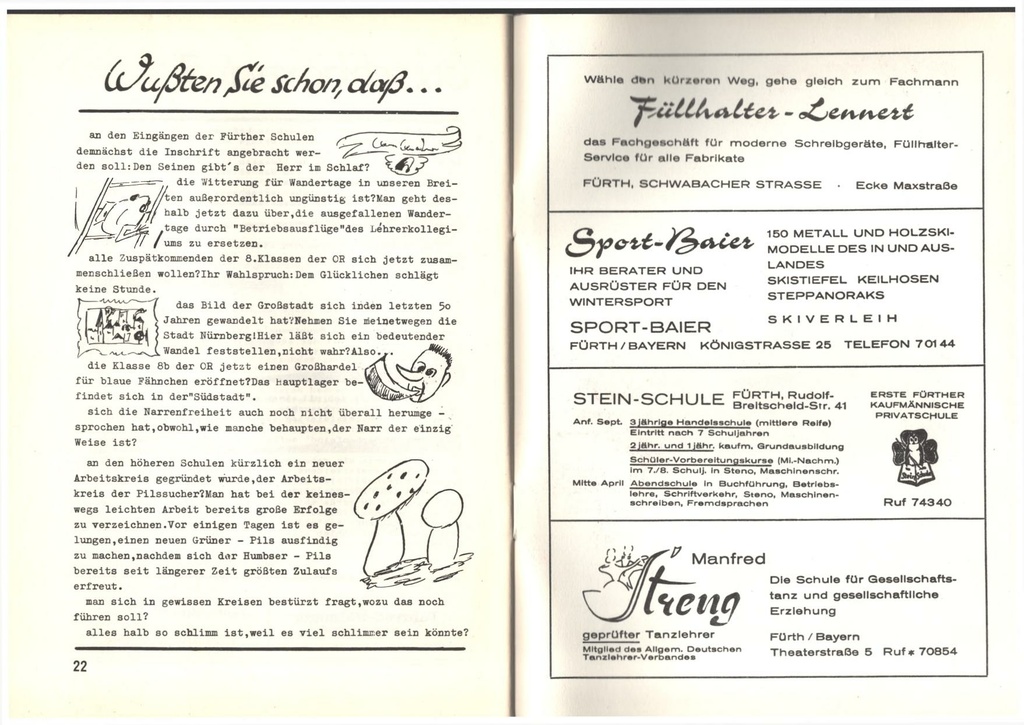 Wußten Sie schon, daß...
an den Eingängen der Fürther Schulen
demnächst die Inschrift angebracht wer-
den soll:Den Seinen gibt's der Herr im Schlaf?
die Witterung für Wandertage in unseren Brei-
ten außerordentlich ungünstig ist?Man geht des-
halb jetzt dazu über,die ausgefallenen Wander-
tage durch "Betriebsausflüge"des Lehrerkollegi-
ums zu ersetzen.
alle Zuspätkommenden der 8.Klassen der OR sich jetzt zusam-
menschließen wollen?Ihr Wahlspruch:Dem Glücklichen schlägt
keine Stunde.
das Bild der Großstadt sich inden letzten 5o
Jahren gewandelt hat?Nehmen Sie meinetwegen die
Stadt Nürnberg!Hier läßt sich ein bedeutender
Wandel feststellen,nicht wahr?Also...
die Klasse 8b der OR jetzt einen Großhandel
für blaue Fähnchen eröffnet?Das Hauptlager be-
findet sich in der"Südstadt".
sich die Narrenfreiheit auch noch nicht überall herumge -
sprochen hat,obwohl,wie manche behaupten,der Narr der einzig
Weise ist?
an den höheren Schulen kürzlich ein neuer
Arbeitskreis gegründet wurde,der Arbeits-
kreis der Pilssucher?Man hat bei der keines-
wegs leichten Arbeit bereits große Erfolge
zu verzeichnen.Vor einigen Tagen ist es ge-
lungen,einen neuen Grüner - Pils ausfindig
zu machen,nachdem sich der Humbser - Pils
bereits seit längerer Zeit größten Zulaufs
erfreut.
man sich in gewissen Kreisen bestürzt fragt,wozu das noch
führen soll?
alles halb so schlimm ist,weil es viel schlimmer sein könnte?
22
Wähle den kürzeren Weg, gehe gleich zum Fachmann
Füllhalter-Lennert
das Fachgeschäft für moderne Schreibgeräte, Füllhalter-
Service für alle Fabrikate
FÜRTH, SCHWABACHER STRASSE · Ecke Maxstraße
Sport-Baier
IHR BERATER UND
AUSRÜSTER FÜR DEN
WINTERSPORT
150 METALL UND HOLZSKI-
MODELLE DES IN UND AUS-
LANDES
SKISTIEFEL KEILHOSEN
STEPPANORAKS
SKIVERLEIH
SPORT-BAIER
FÜRTH/BAYERN KÖNIGSTRASSE 25 TELEFON 70144
STEIN-SCHULE FÜRTH, Rudolf-
Breitscheid-Str. 41
Anf. Sept. 3jährige Handelsschule (mittlere Reife)
Eintritt nach 7 Schuljahren
2jähr. und 1jähr. kaufm. Grundausbildung
Schüler-Vorbereitungskurse (Mi.-Nachm.)
im 7./8. Schulj. in Steno, Maschinenschr.
Mitte April Abendschule in Buchführung, Betriebs-
lehre, Schriftverkehr, Steno, Maschinen-
schreiben, Fremdsprachen
ERSTE FÜRTHER
KAUFMÄNNISCHE
PRIVATSCHULE
Ruf 74340
Manfred
Streng
geprüfter Tanzlehrer
Mitglied des Allgem. Deutschen
Tanzlehrer-Verbandes
Die Schule für Gesellschafts-
tanz und gesellschaftliche
Erziehung
Fürth / Bayern
Theaterstraße 5 Ruf * 70854